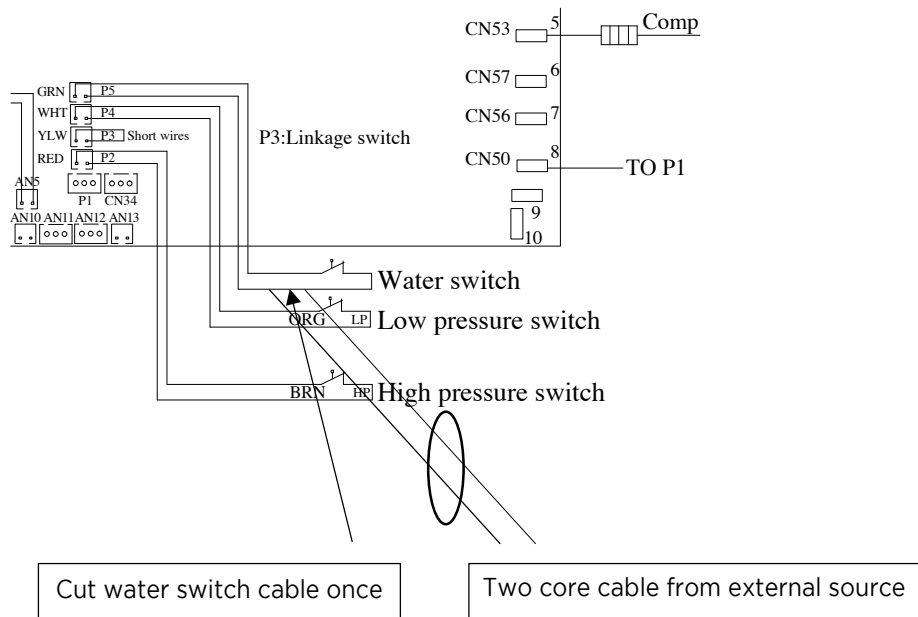 CN53 5 Comp
CN57 6
CN56 7
CN50 8 TO P1
9
10
GRN P5
WHT P4
YLW P3 Short wires
RED P2
P3:Linkage switch
AN5 P1 CN34
AN10 AN11 AN12 AN13
Water switch
ORG LP Low pressure switch
BRN HP High pressure switch
Cut water switch cable once
Two core cable from external source